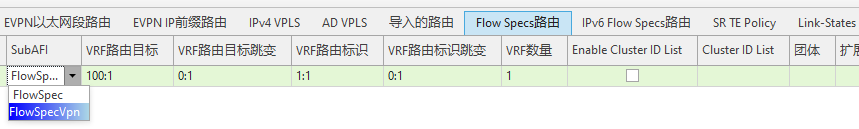 EVPN以太网段路由 EVPN IP前缀路由 IPv4 VPLS AD VPLS 导入的路由 Flow Specs路由 IPv6 Flow Specs路由 SR TE Policy Link-States
SubAFI VRF路由目标 VRF路由目标跳变 VRF路由标识 VRF路由标识跳变 VRF数量 Enable Cluster ID List Cluster ID List 团体 扩展
FlowSp... 100:1 0:1 1:1 0:1 1
FlowSpec
FlowSpecVpn